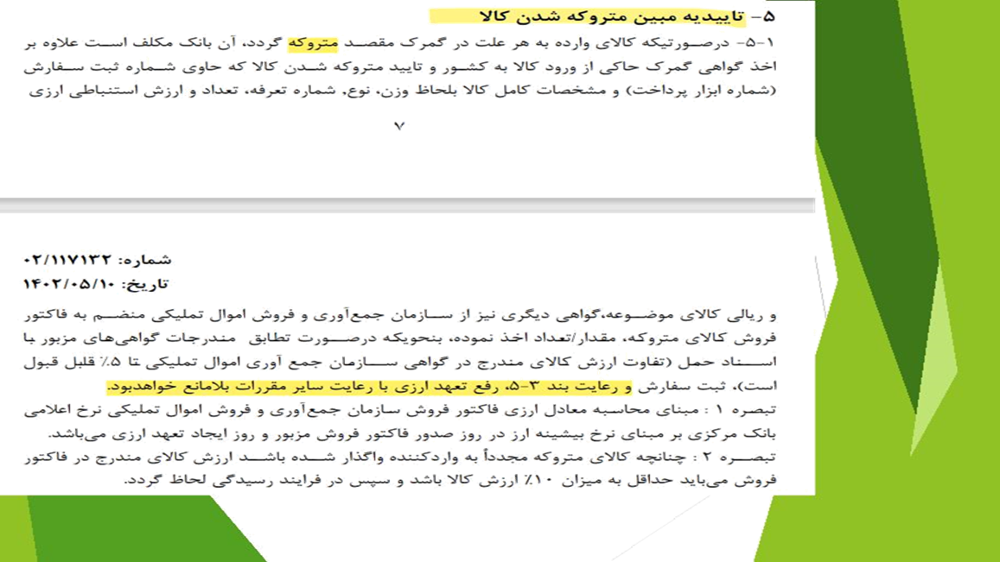 ۵- تاییدیه مبین متروکه شدن کالا
۵-۱- درصورتیکه کالای وارده به هر علت در گمرک مقصد متروکه گردد، آن بانک مکلف است علاوه بر
اخذ گواهی گمرک حاکی از ورود کالا به کشور و تایید متروکه شدن کالا که حاوی شماره ثبت سفارش
(شماره ابزار پرداخت) و مشخصات کامل کالا بلحاظ وزن، نوع, شماره تعرفه، تعداد و ارزش استنباطی ارزی
۷
شماره: ۰۲/۱۱۷۱۳۲
تاریخ: ۱۴۰۲/۰۵/۱۰
و ریالی کالای موضوعه،گواهی دیگری نیز از سازمان جمع‌آوری و فروش اموال تملیکی منضم به فاکتور
فروش کالای متروکه، مقدار/تعداد اخذ نموده، بنحویکه درصورت تطابق مندرجات گواهی‌های مزبور با
اسناد حمل (تفاوت ارزش کالای مندرج در گواهی سازمان جمع آوری اموال تملیکی تا ۵٪ قلبل قبول
است)، ثبت سفارش و رعایت بند ۳-۵، رفع تعهد ارزی با رعایت سایر مقررات بلامانع خواهدبود.
تبصره ۱ : مبنای محاسبه معادل ارزی فاکتور فروش سازمان جمع‌آوری و فروش اموال تملیکی نرخ اعلامی
بانک مرکزی بر مبنای نرخ بیشینه ارز در روز صدور فاکتور فروش مزبور و روز ایجاد تعهد ارزی می‌باشد.
تبصره ۲ : چنانچه کالای متروکه مجدداً به واردکننده واگذار شده باشد ارزش کالای مندرج در فاکتور
فروش می‌باید حداقل به میزان ۱۰٪ ارزش کالا باشد و سپس در فرایند رسیدگی لحاظ گردد.